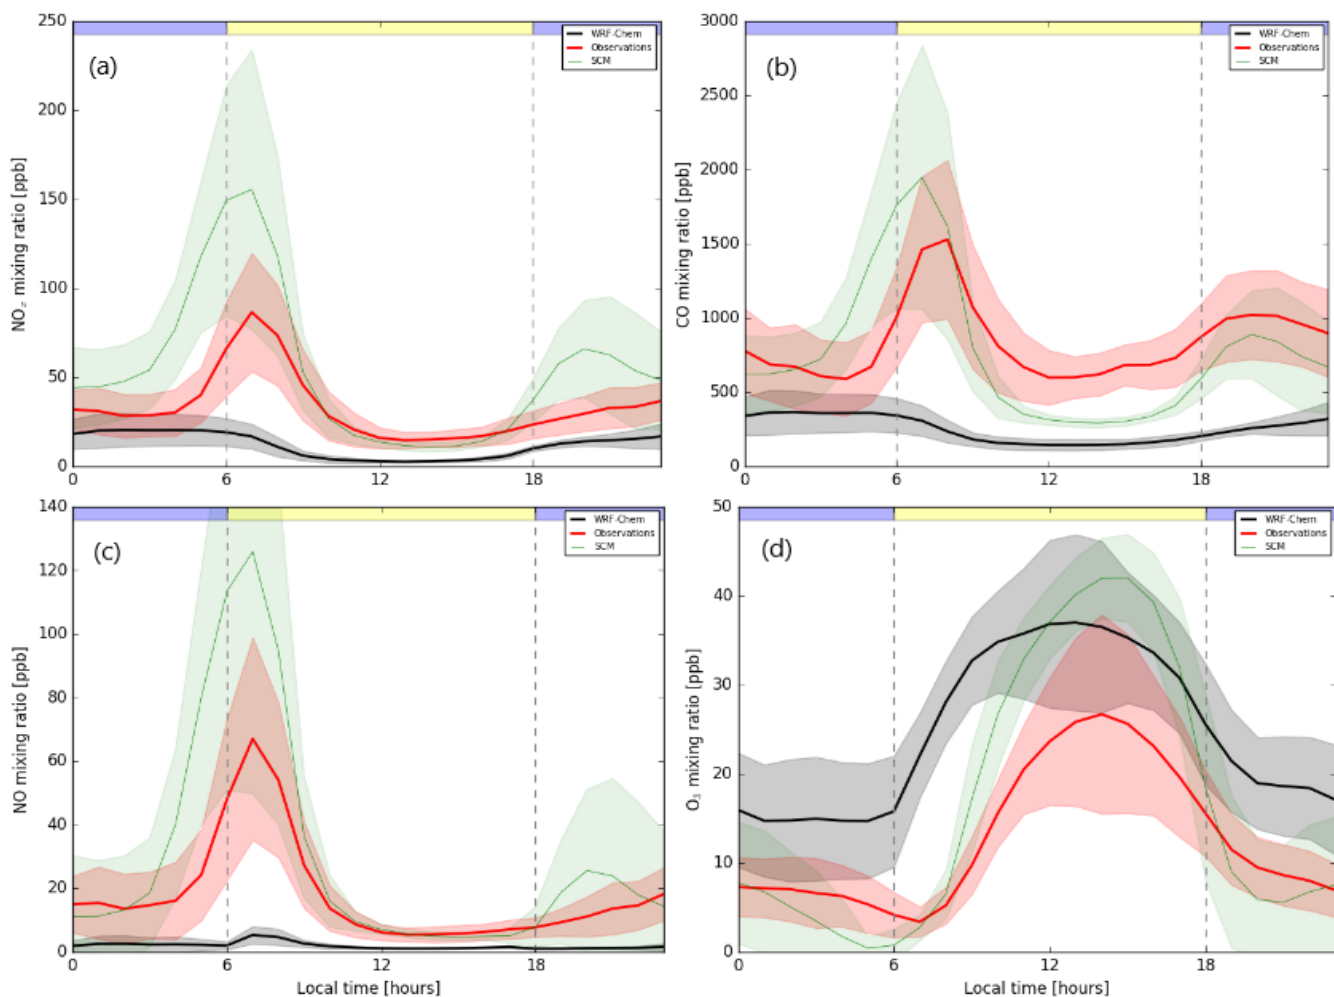 (a)
WRF-Chem
Observations
SCM
NOₓ mixing ratio [ppb]
250
200
150
100
50
0
0 6 12 18
(b)
WRF-Chem
Observations
SCM
CO mixing ratio [ppb]
3000
2500
2000
1500
1000
500
0
0 6 12 18
(c)
WRF-Chem
Observations
SCM
NO mixing ratio [ppb]
140
120
100
80
60
40
20
0
0 6 12 18
Local time [hours]
(d)
WRF-Chem
Observations
SCM
O₃ mixing ratio [ppb]
50
40
30
20
10
0
0 6 12 18
Local time [hours]